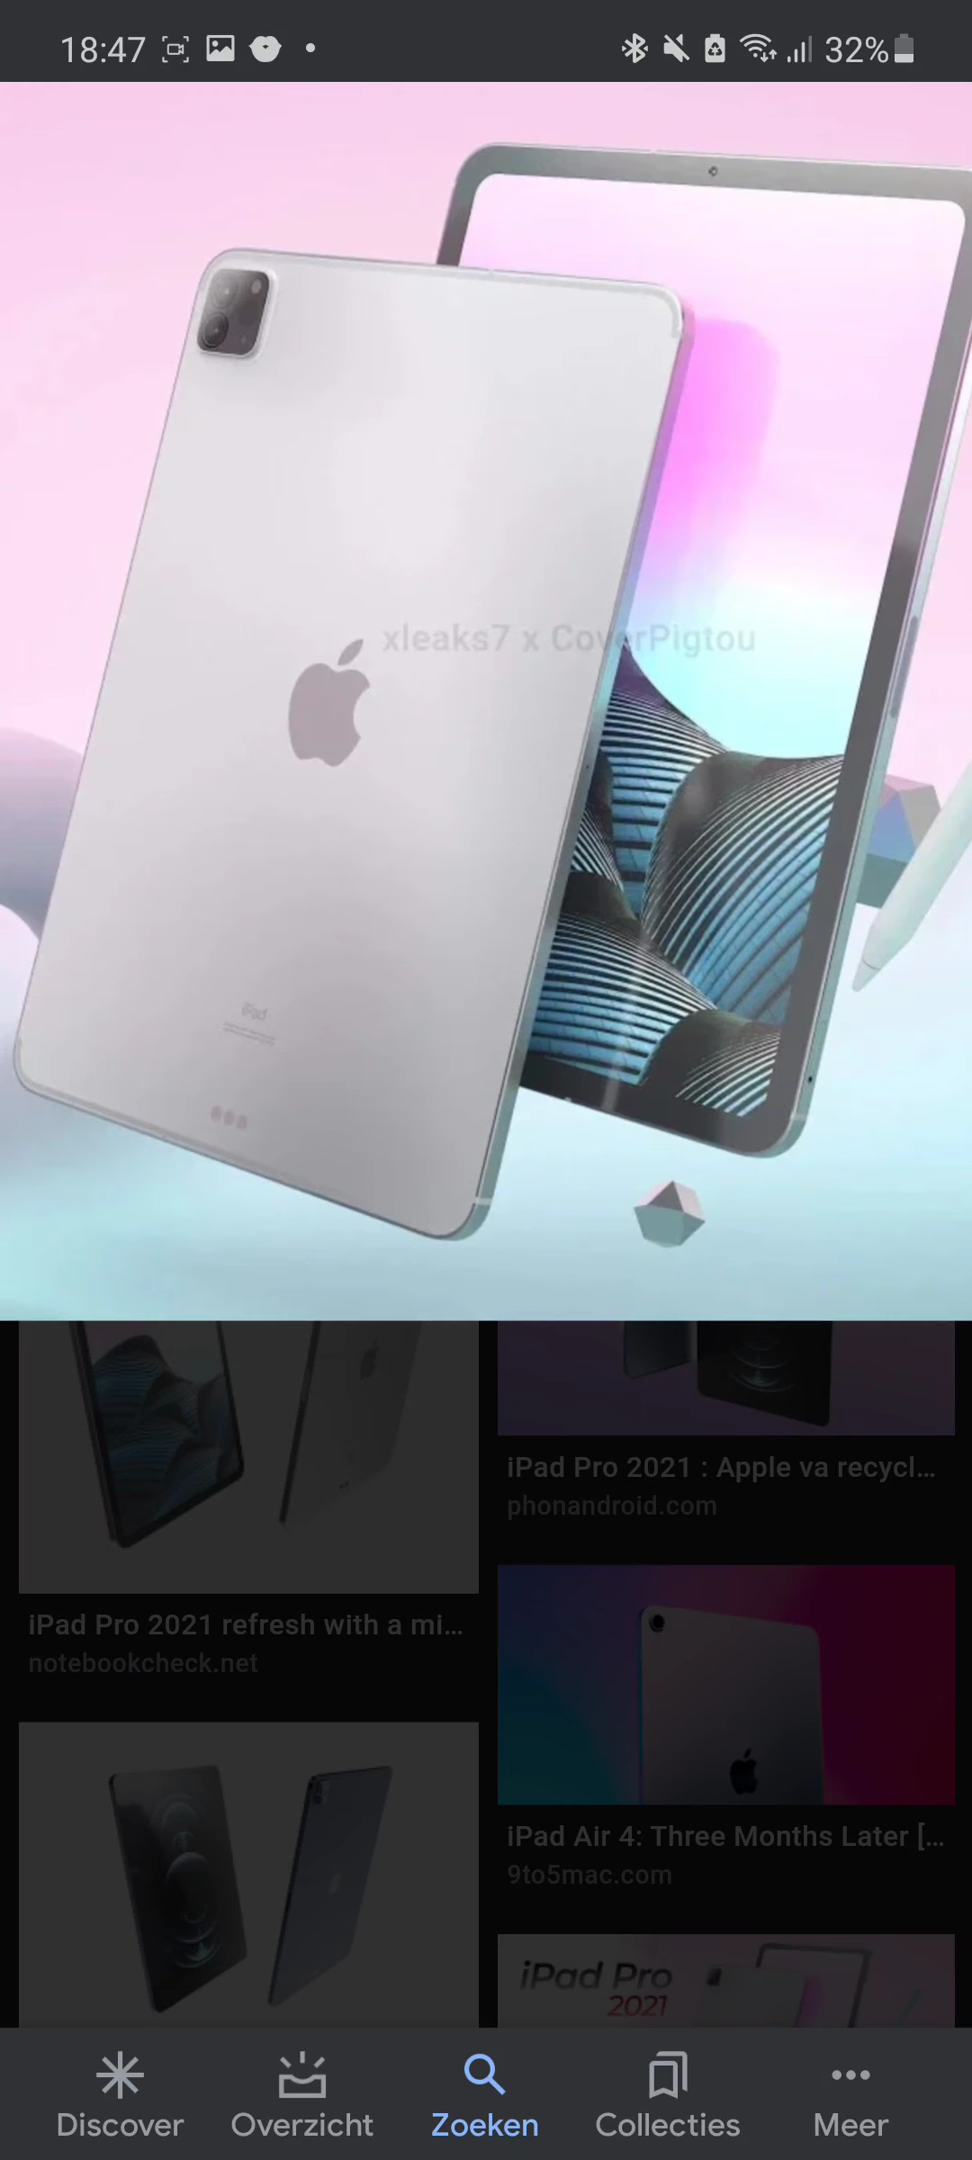 18:47
32%
xleaks7 x CoverPigtou
iPad
iPad Pro 2021 : Apple va recycl...
phonandroid.com
iPad Pro 2021 refresh with a mi...
notebookcheck.net
iPad Air 4: Three Months Later [...
9to5mac.com
iPad Pro
2021
Discover
Overzicht
Zoeken
Collecties
Meer